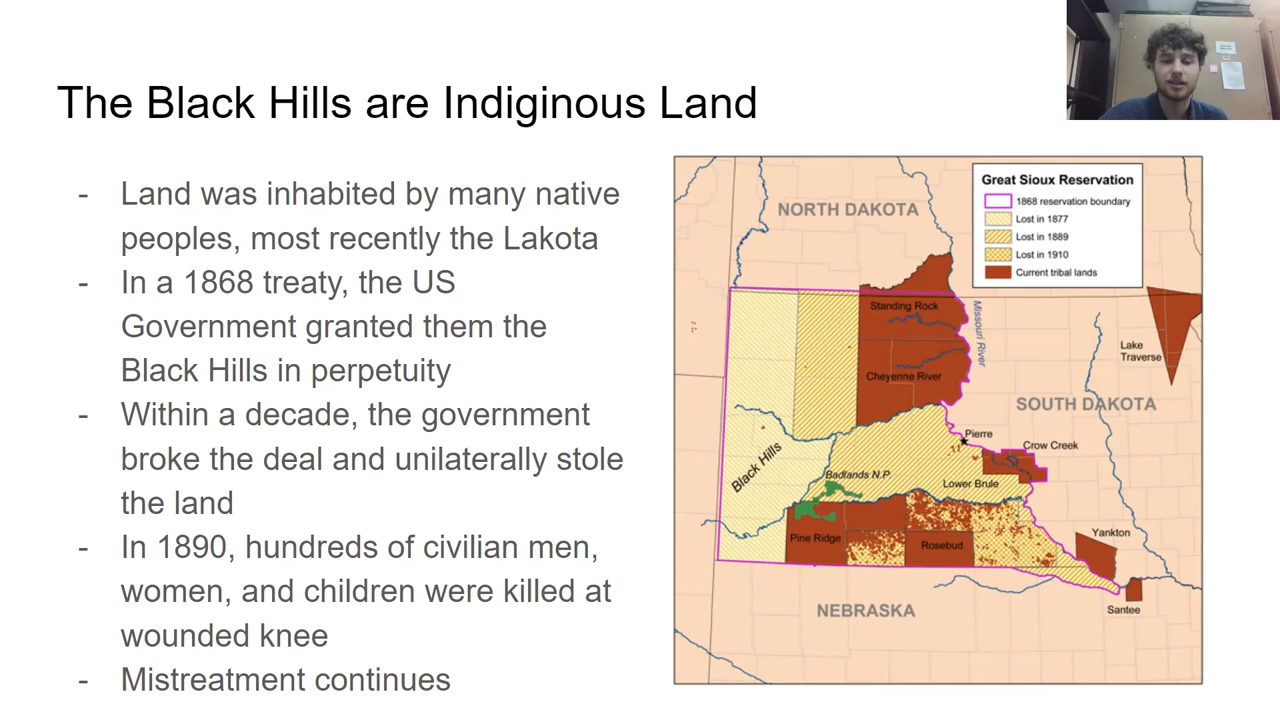 The Black Hills are Indiginous Land
- Land was inhabited by many native
peoples, most recently the Lakota
- In a 1868 treaty, the US
Government granted them the
Black Hills in perpetuity
- Within a decade, the government
broke the deal and unilaterally stole
the land
- In 1890, hundreds of civilian men,
women, and children were killed at
wounded knee
- Mistreatment continues
Great Sioux Reservation
1868 reservation boundary
Lost in 1877
Lost in 1889
Lost in 1910
Current tribal lands
NORTH DAKOTA
Standing Rock
Missouri River
Lake
Traverse
Cheyenne River
SOUTH DAKOTA
Pierre
Crow Creek
Black Hills
Badlands N.P.
Lower Brule
Pine Ridge
Rosebud
Yankton
NEBRASKA
Santee